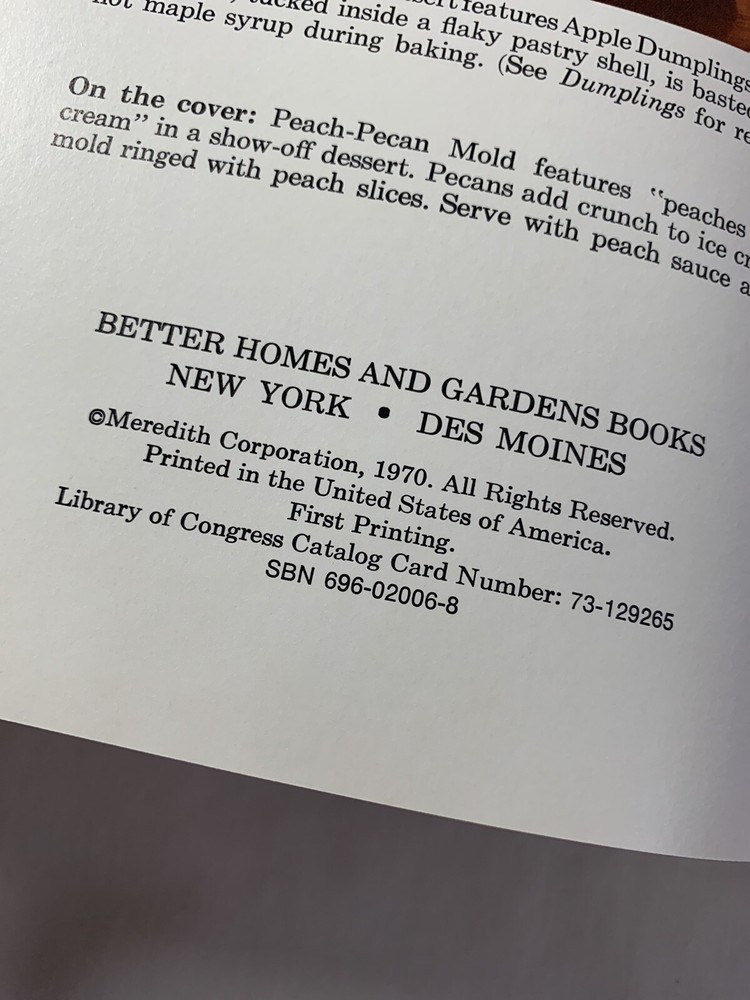 features Apple Dumplings
tucked inside a flaky pastry shell, is baste
maple syrup during baking. (See Dumplings for re
On the cover: Peach-Pecan Mold features "peaches
cream" in a show-off dessert. Pecans add crunch to ice cr
mold ringed with peach slices. Serve with peach sauce a
BETTER HOMES AND GARDENS BOOKS
NEW YORK • DES MOINES
©Meredith Corporation, 1970. All Rights Reserved.
Printed in the United States of America.
First Printing.
Library of Congress Catalog Card Number: 73-129265
SBN 696-02006-8